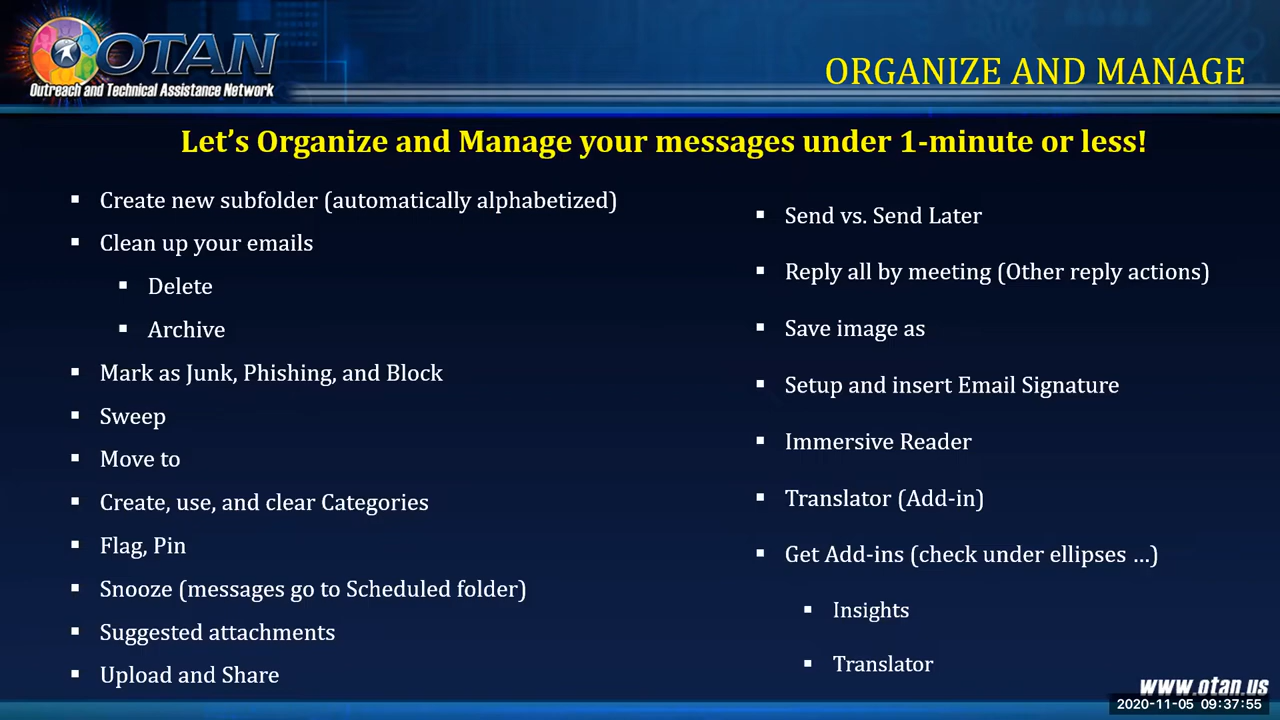 OTAN
Outreach and Technical Assistance Network
ORGANIZE AND MANAGE
Let's Organize and Manage your messages under 1-minute or less!
▪ Create new subfolder (automatically alphabetized)
▪ Clean up your emails
▪ Delete
▪ Archive
▪ Mark as Junk, Phishing, and Block
▪ Sweep
▪ Move to
▪ Create, use, and clear Categories
▪ Flag, Pin
▪ Snooze (messages go to Scheduled folder)
▪ Suggested attachments
▪ Upload and Share
▪ Send vs. Send Later
▪ Reply all by meeting (Other reply actions)
▪ Save image as
▪ Setup and insert Email Signature
▪ Immersive Reader
▪ Translator (Add-in)
▪ Get Add-ins (check under ellipses ...)
▪ Insights
▪ Translator
www.otan.us
2020-11-05 09:37:55